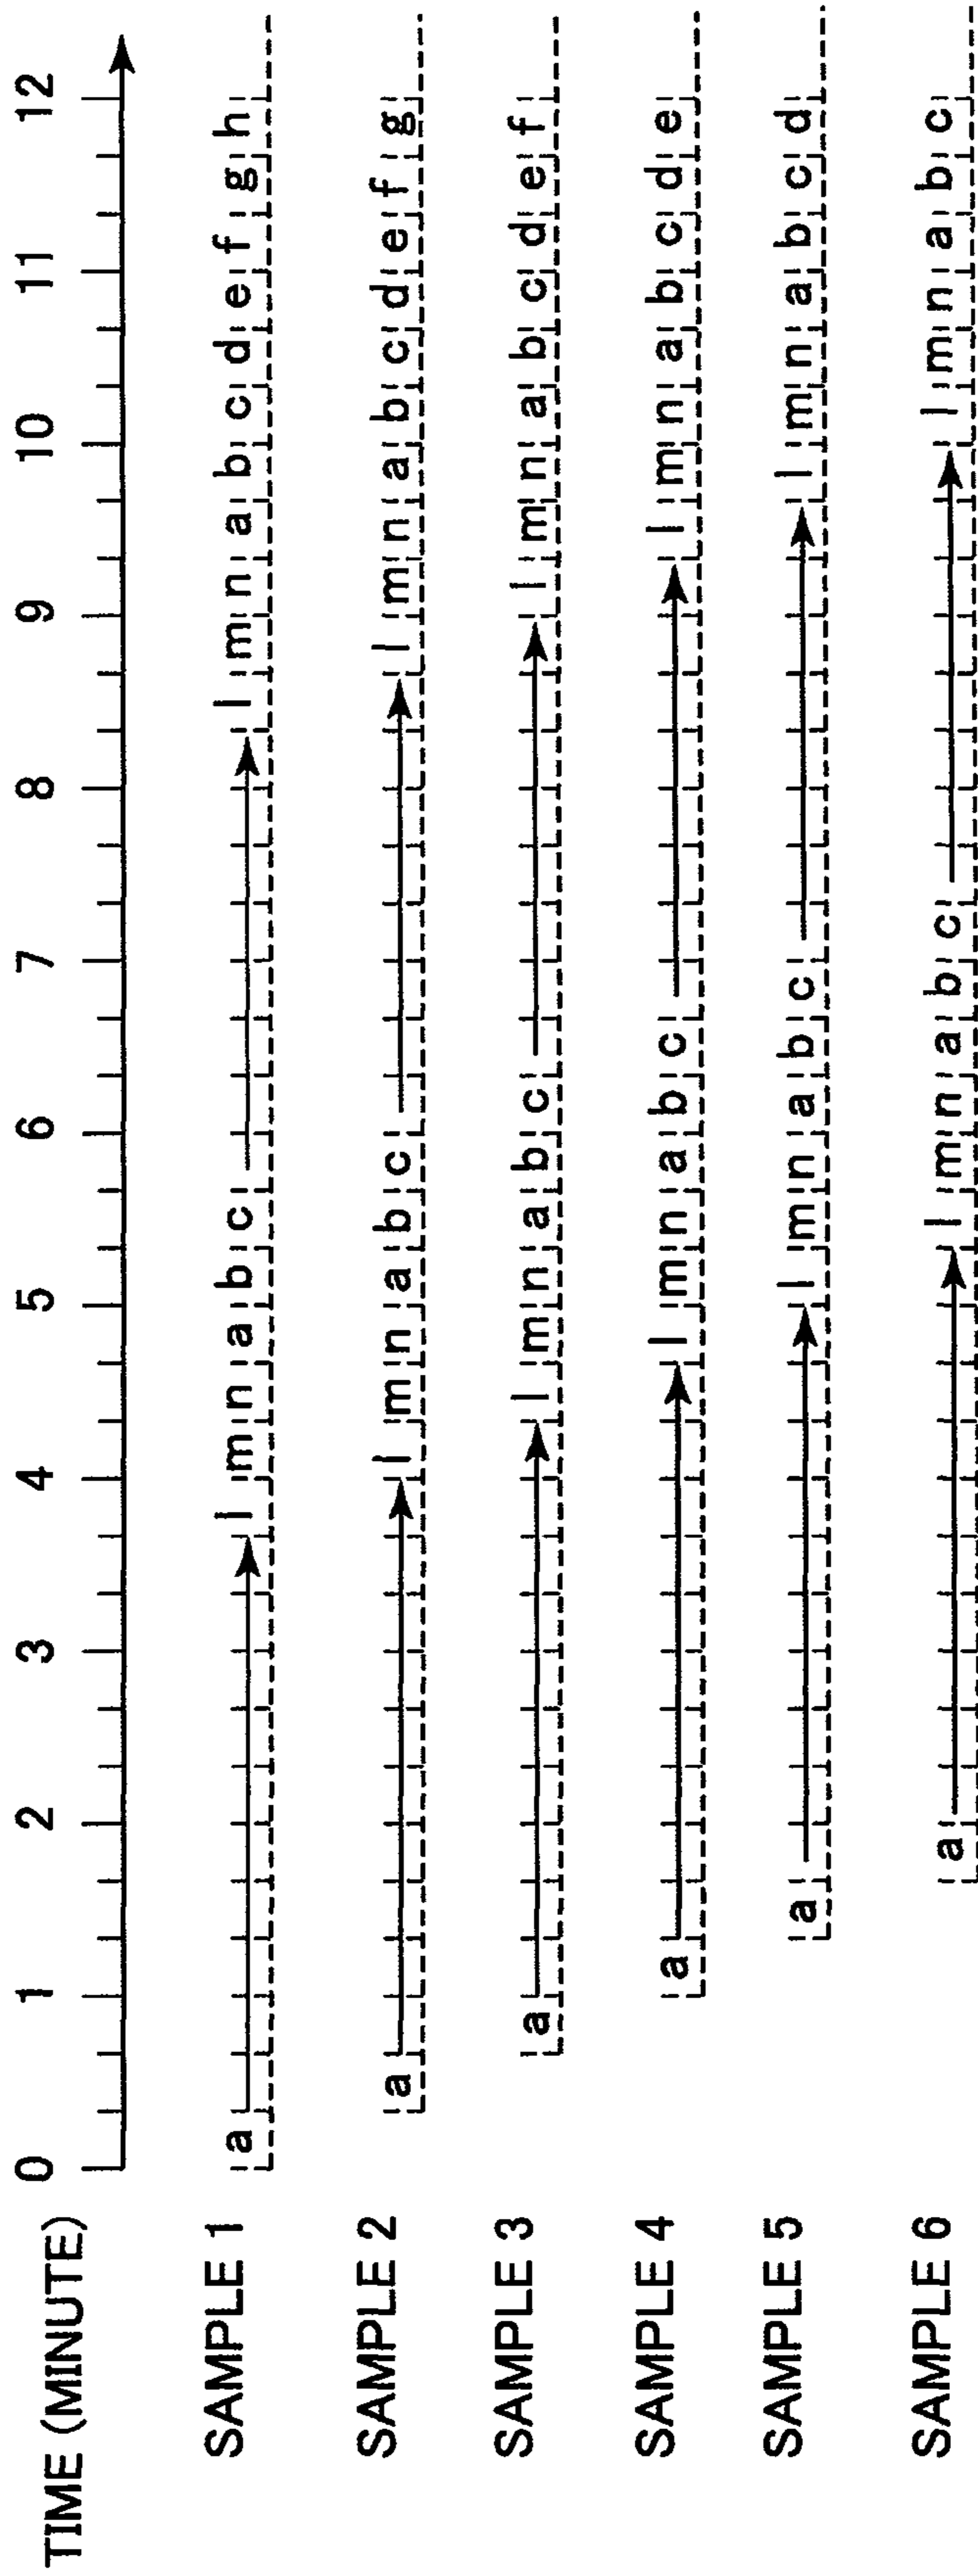 TIME (MINUTE) 0 1 2 3 4 5 6 7 8 9 10 11 12
SAMPLE 1 a l m n a b c l m n a b c d e f g h
SAMPLE 2 a l m n a b c l m n a b c d e f g
SAMPLE 3 a l m n a b c l m n a b c d e f
SAMPLE 4 a l m n a b c l m n a b c d e
SAMPLE 5 a l m n a b c l m n a b c d
SAMPLE 6 a l m n a b c l m n a b c